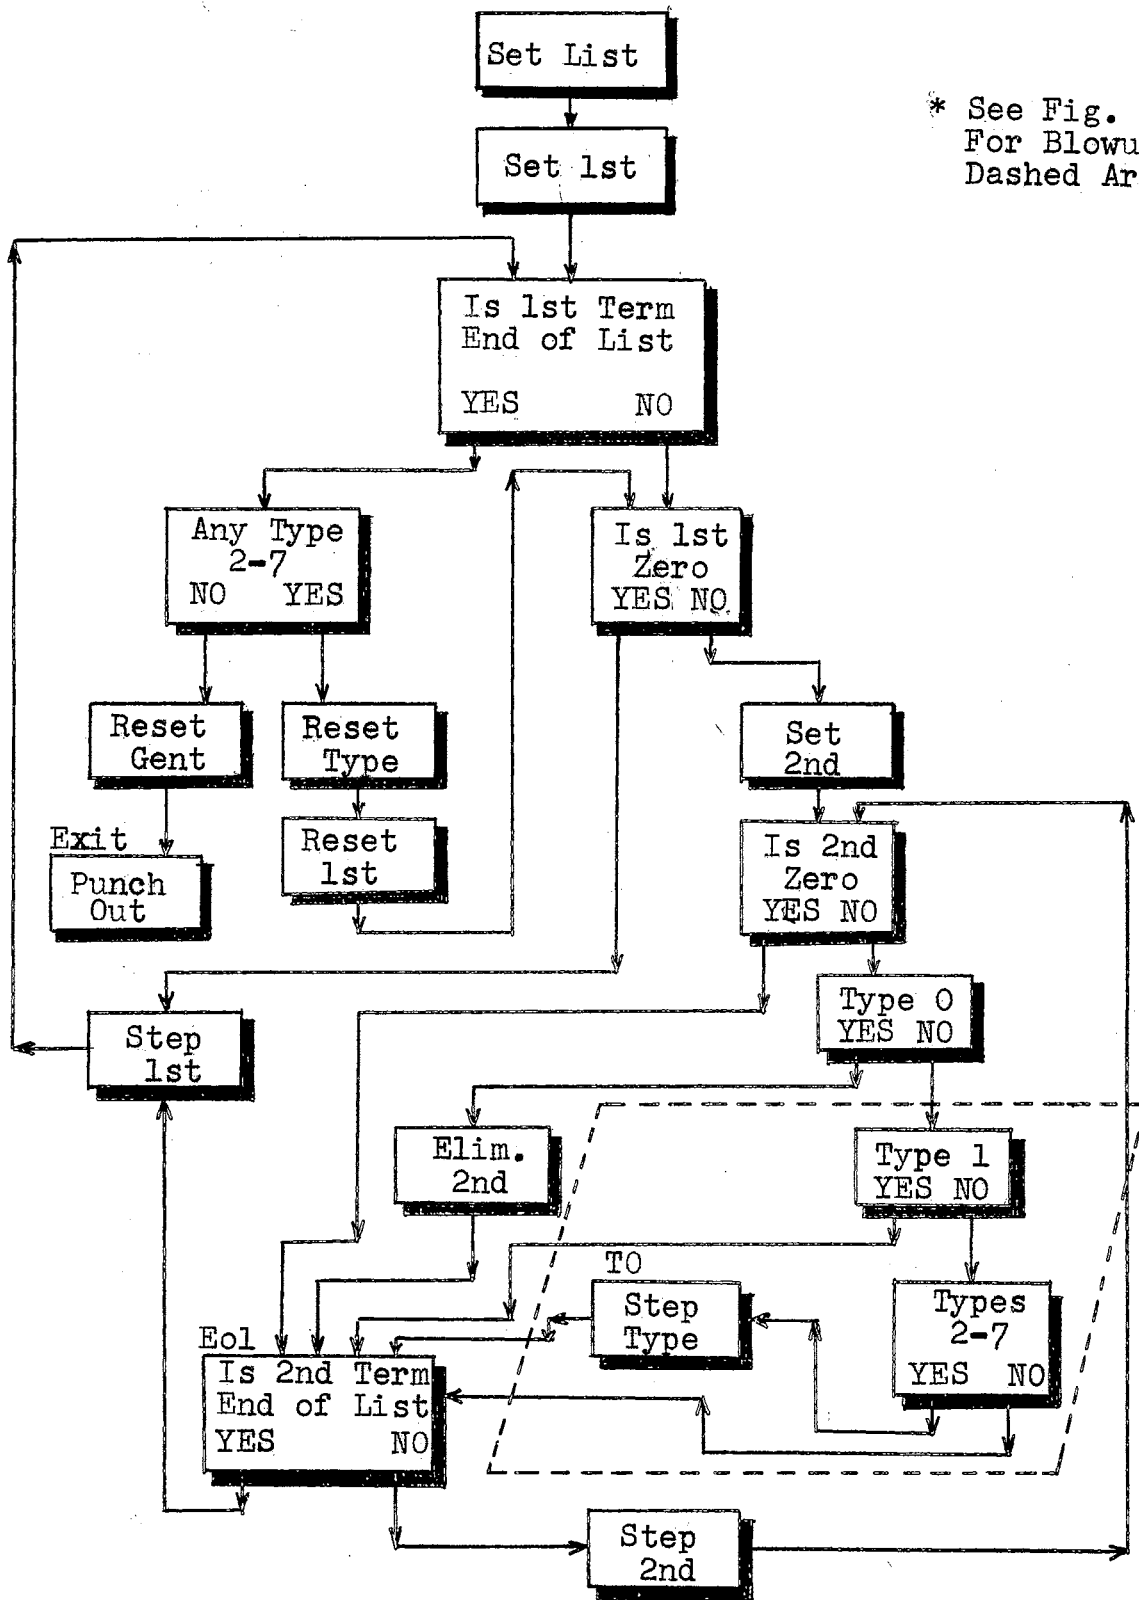 Set List
* See Fig.
For Blowu
Dashed Ar
Set 1st
Is 1st Term
End of List
YES NO
Any Type
2-7
NO YES
Is 1st
Zero
YES NO
Reset
Gent
Reset
Type
Set
2nd
Exit
Punch
Out
Reset
1st
Is 2nd
Zero
YES NO
Type 0
YES NO
Step
1st
Elim.
2nd
Type 1
YES NO
TO
Step
Type
Types
2-7
YES NO
Eol
Is 2nd Term
End of List
YES NO
Step
2nd